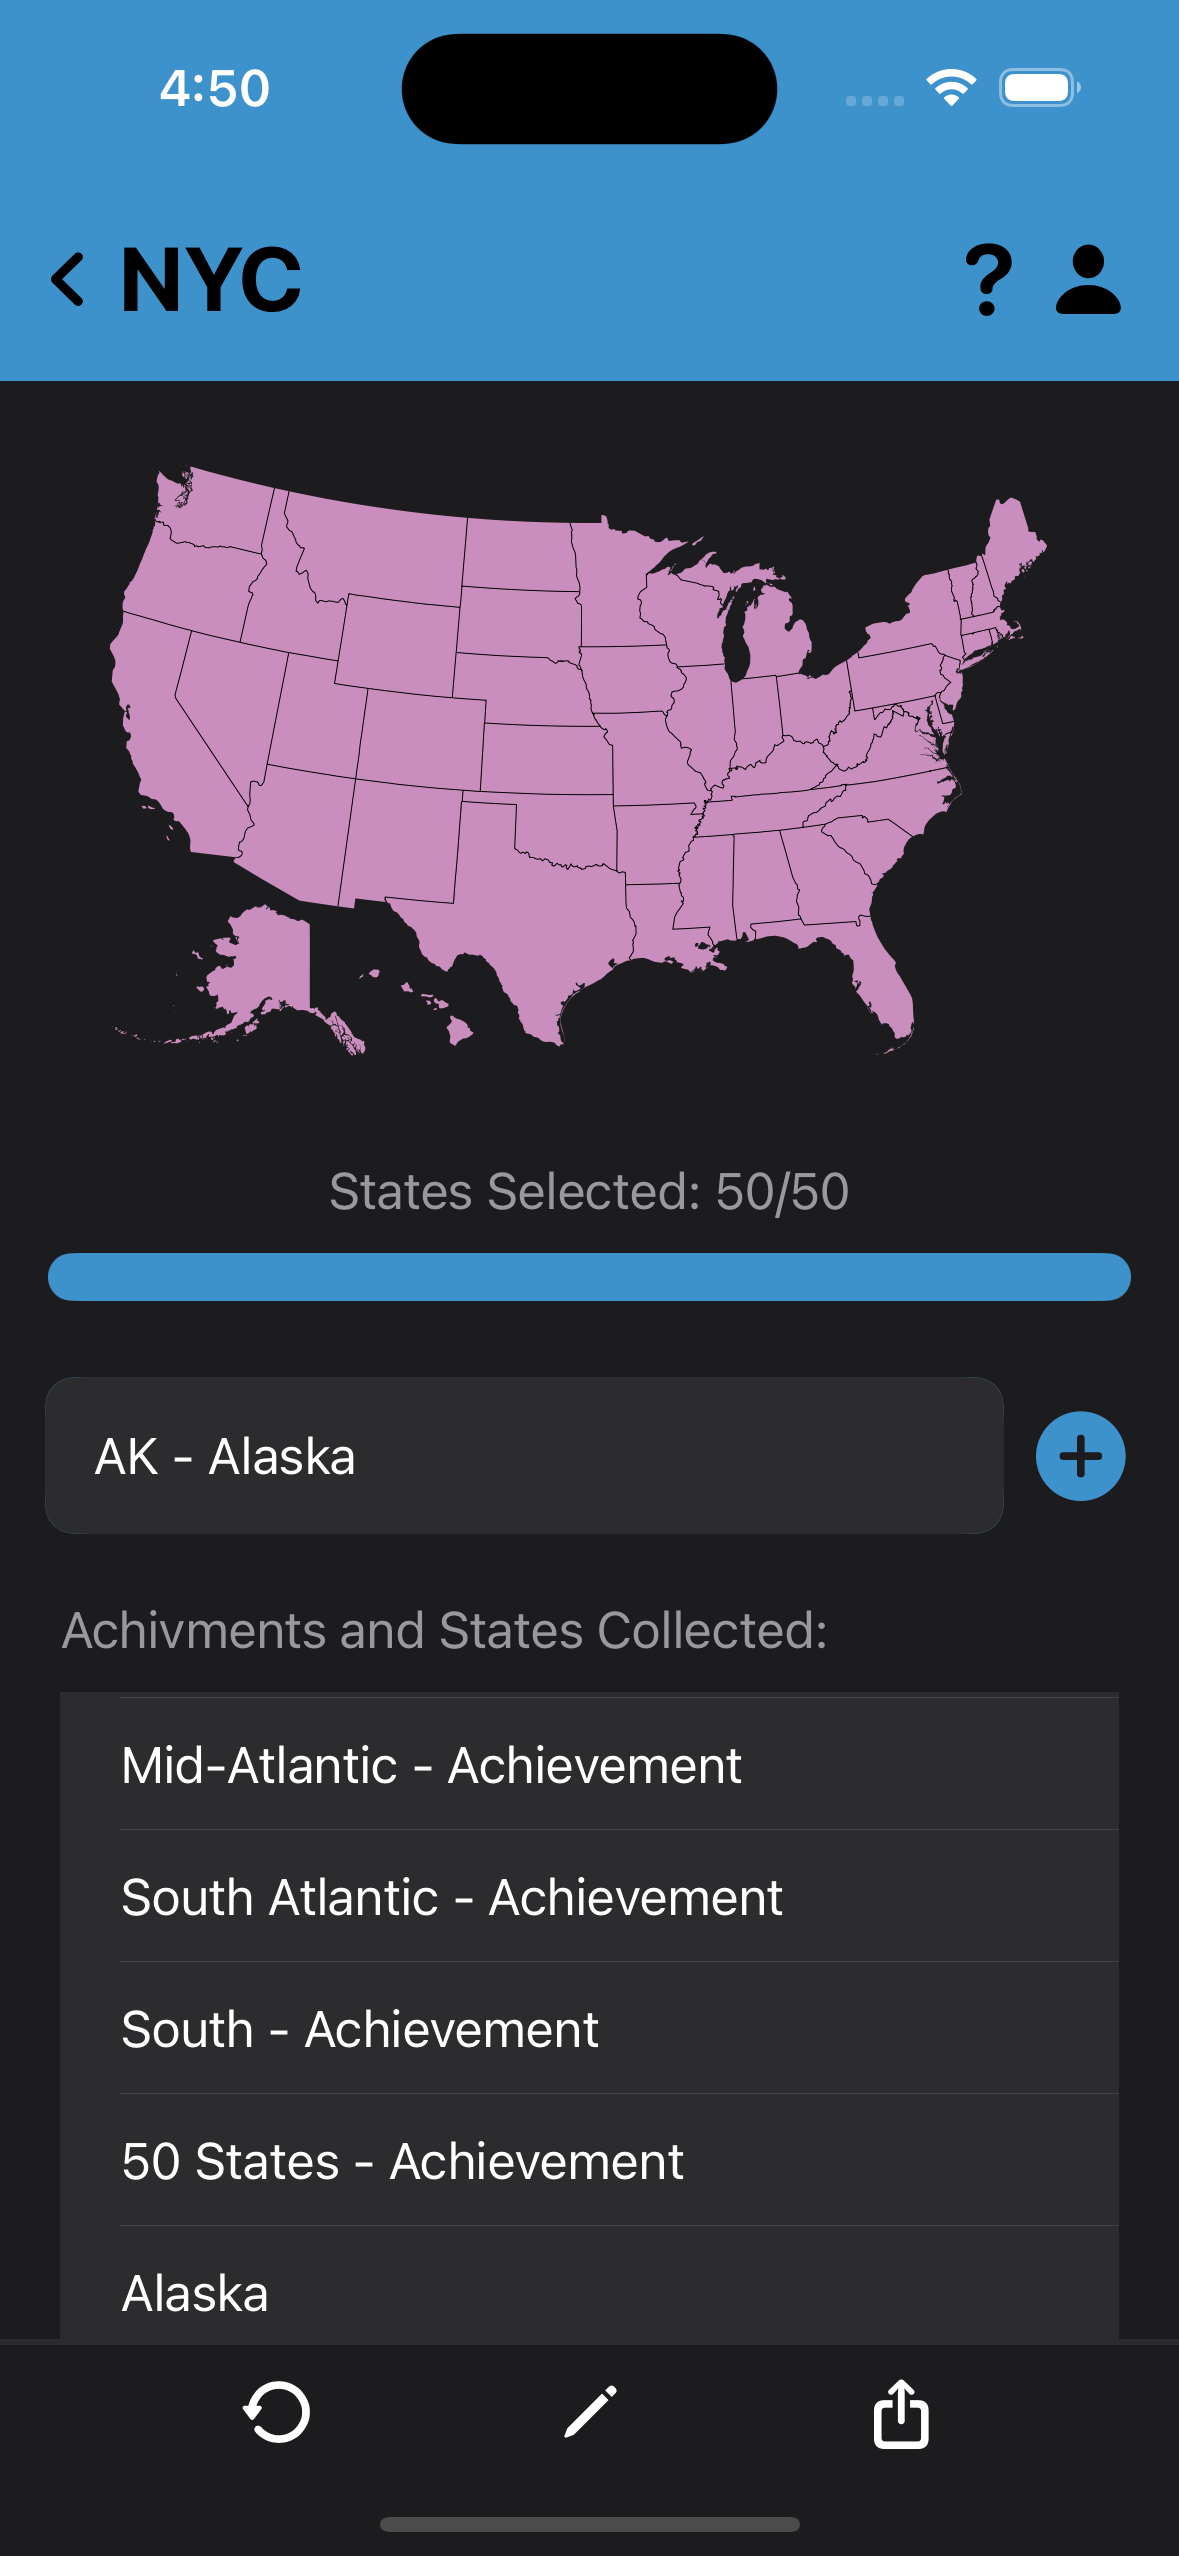 4:50
NYC
?
States Selected: 50/50
AK - Alaska
Achivments and States Collected:
Mid-Atlantic - Achievement
South Atlantic - Achievement
South - Achievement
50 States - Achievement
Alaska